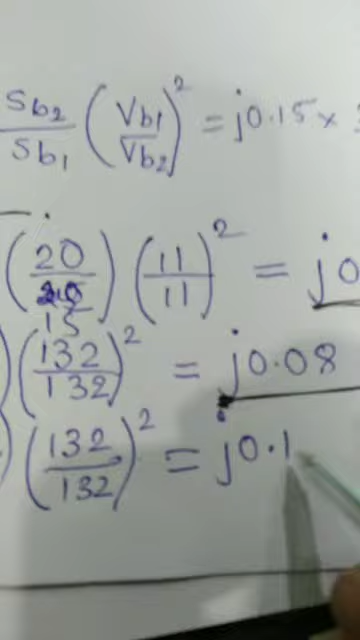 Sb2/Sb1 (Vb1/Vb2)² = j0.15 ×
(20/15) (11/11)² = j0
(132/132)² = j0.08
(132/132)² = j0.1